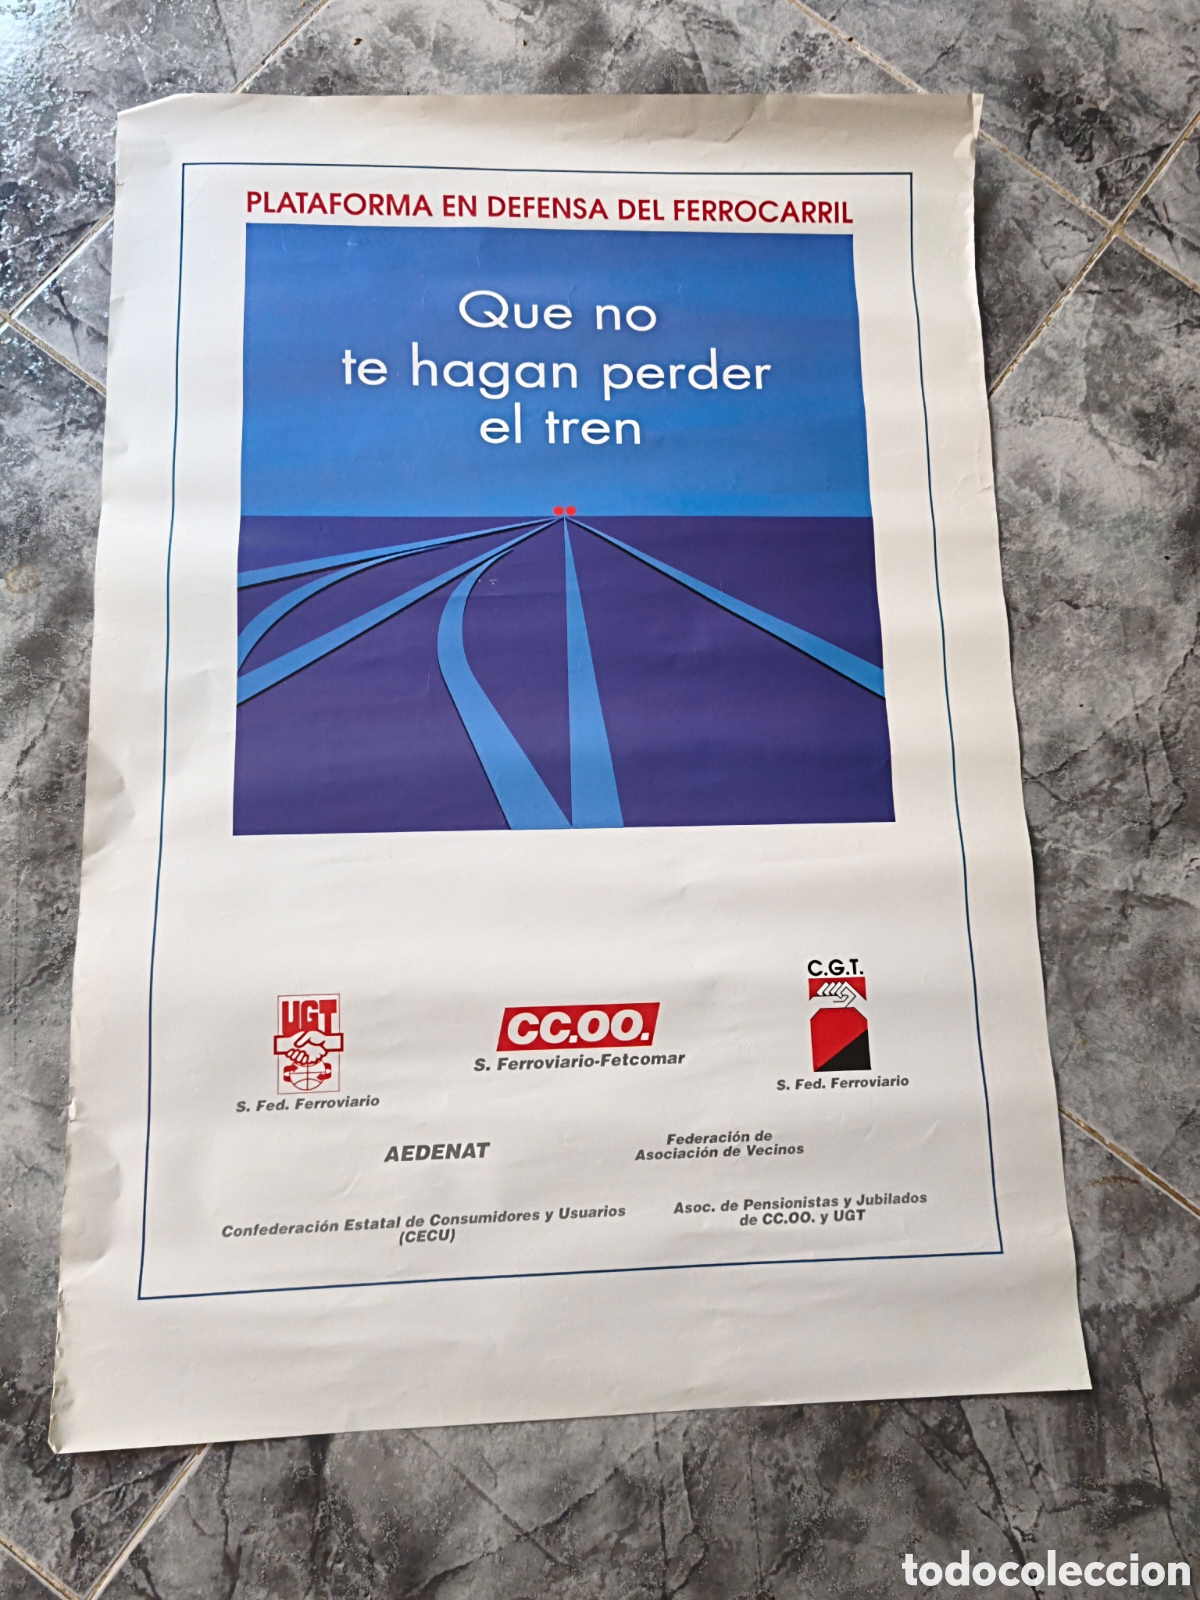 PLATAFORMA EN DEFENSA DEL FERROCARRIL
Que no
te hagan perder
el tren
UGT
S. Fed. Ferroviario
CC.OO.
S. Ferroviario-Fetcomar
C.G.T.
S. Fed. Ferroviario
AEDENAT
Federación de
Asociación de Vecinos
Confederación Estatal de Consumidores y Usuarios
(CECU)
Asoc. de Pensionistas y Jubilados
de CC.OO. y UGT
todocoleccion